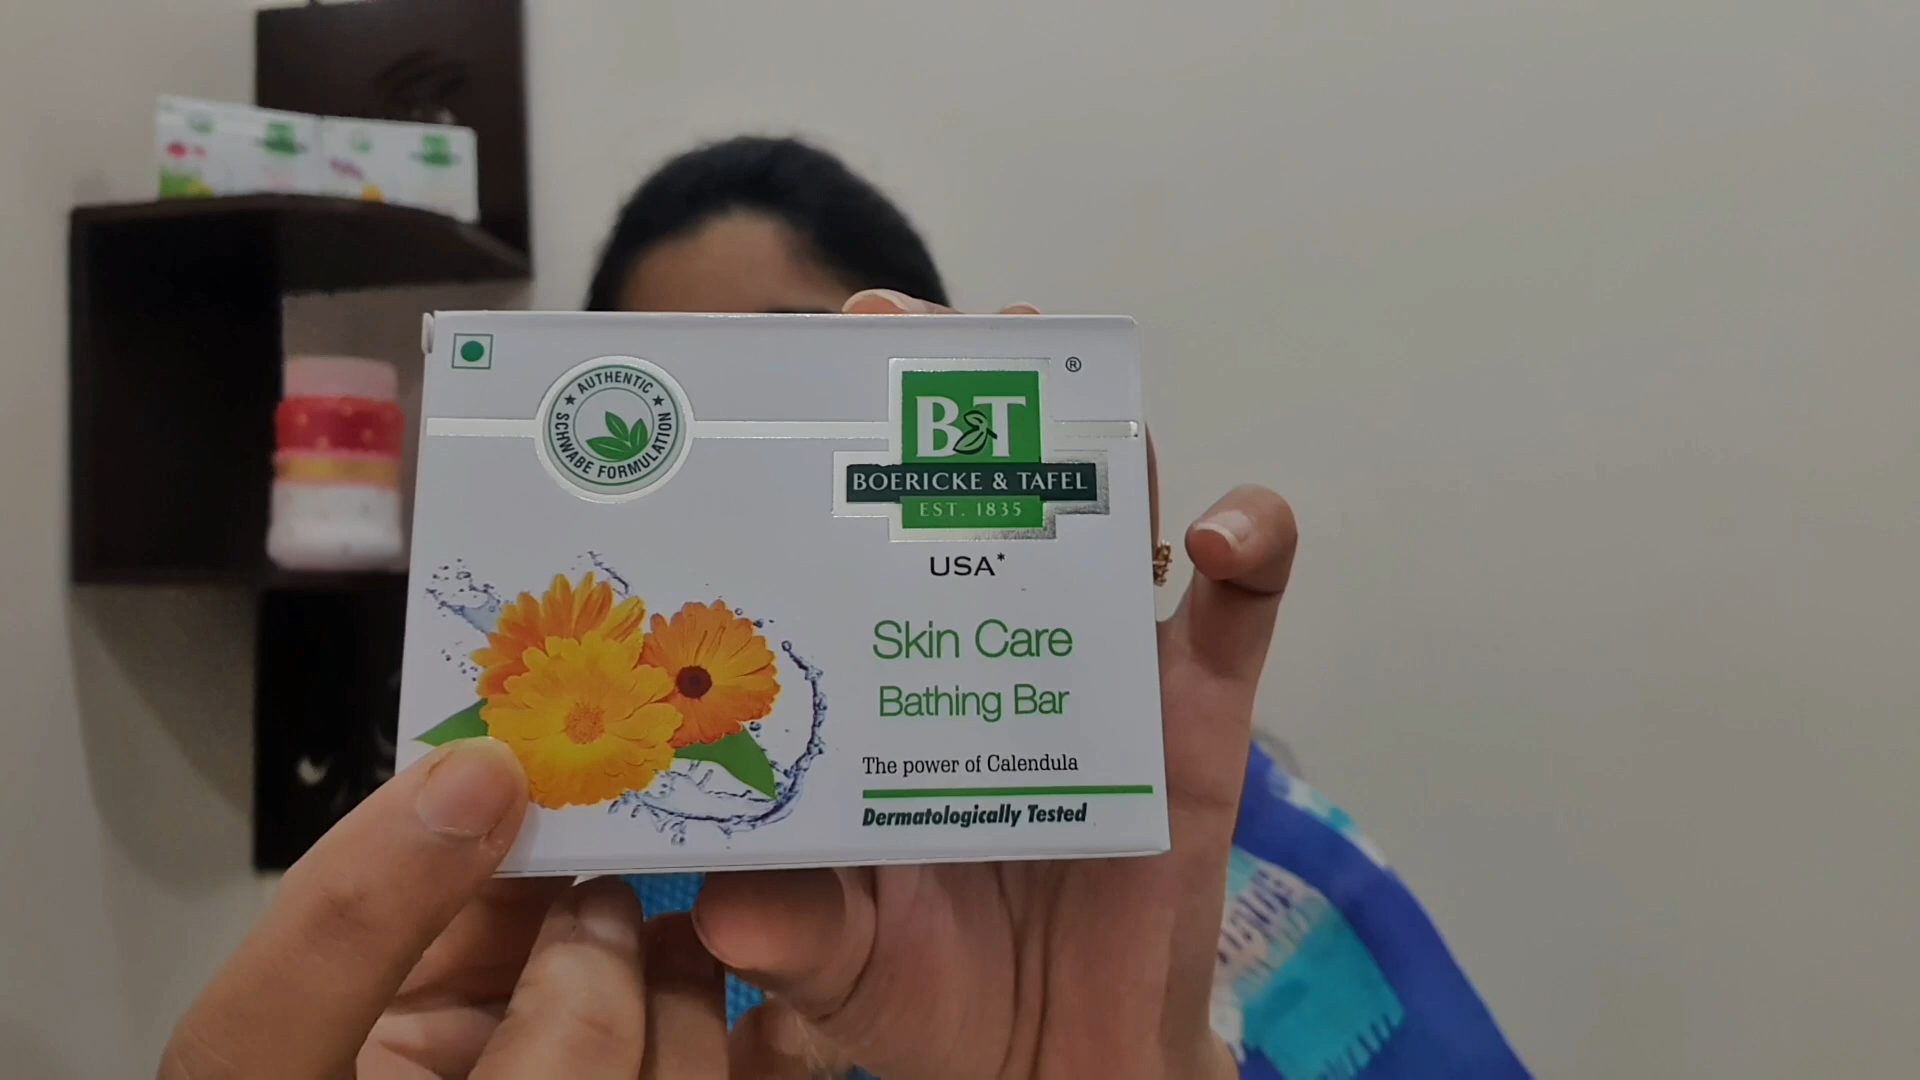 AUTHENTIC
SCHWABE FORMULATION
B&T
®
BOERICKE & TAFEL
EST. 1835
USA*
Skin Care
Bathing Bar
The power of Calendula
Dermatologically Tested